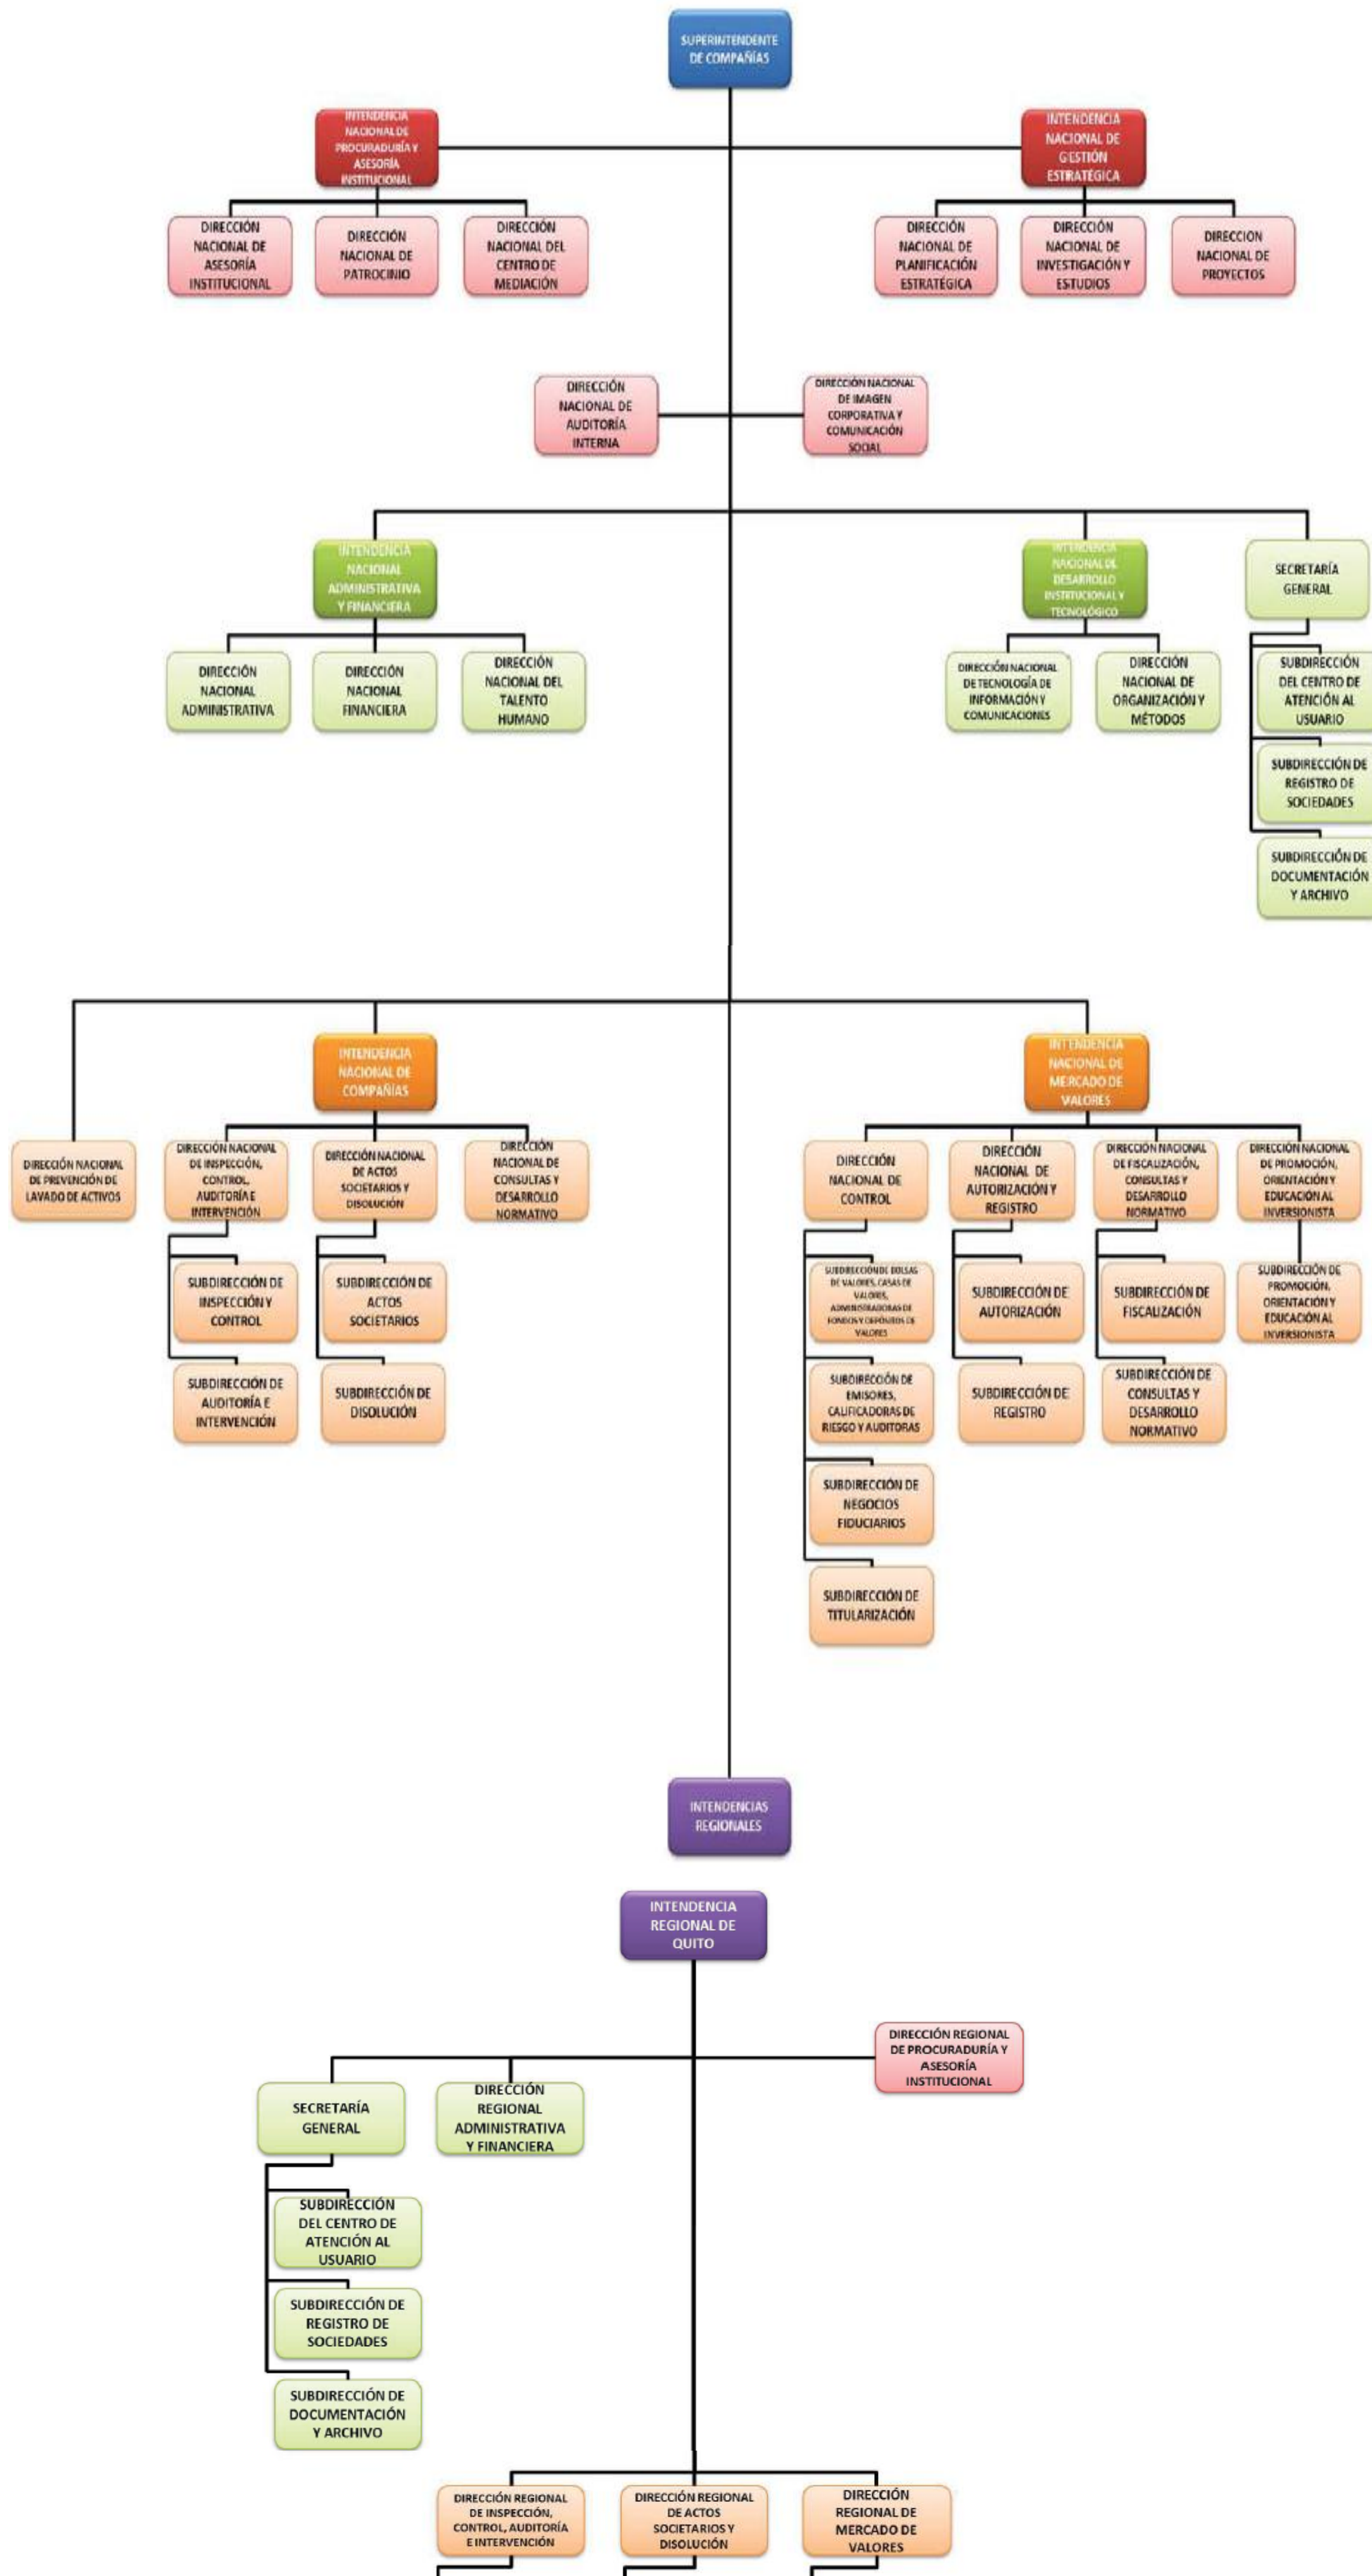 SUPERINTENDENTE
DE COMPAÑÍAS
INTENDENCIA
NACIONAL DE
PROCURADURÍA Y
ASESORÍA
INSTITUCIONAL
INTENDENCIA
NACIONAL DE
GESTIÓN
ESTRATÉGICA
DIRECCIÓN
NACIONAL DE
ASESORÍA
INSTITUCIONAL
DIRECCIÓN
NACIONAL DE
PATROCINIO
DIRECCIÓN
NACIONAL DEL
CENTRO DE
MEDIACIÓN
DIRECCIÓN
NACIONAL DE
PLANIFICACIÓN
ESTRATÉGICA
DIRECCIÓN
NACIONAL DE
INVESTIGACIÓN Y
ESTUDIOS
DIRECCION
NACIONAL DE
PROYECTOS
DIRECCIÓN
NACIONAL DE
AUDITORÍA
INTERNA
DIRECCIÓN NACIONAL
DE IMAGEN
CORPORATIVA Y
COMUNICACIÓN
SOCIAL
INTENDENCIA
NACIONAL
ADMINISTRATIVA
Y FINANCIERA
INTENDENCIA
NACIONAL DE
DESARROLLO
INSTITUCIONAL Y
TECNOLÓGICO
SECRETARÍA
GENERAL
DIRECCIÓN
NACIONAL
ADMINISTRATIVA
DIRECCIÓN
NACIONAL
FINANCIERA
DIRECCIÓN
NACIONAL DEL
TALENTO
HUMANO
DIRECCIÓN NACIONAL
DE TECNOLOGÍA DE
INFORMACIÓN Y
COMUNICACIONES
DIRECCIÓN
NACIONAL DE
ORGANIZACIÓN Y
MÉTODOS
SUBDIRECCIÓN
DEL CENTRO DE
ATENCIÓN AL
USUARIO
SUBDIRECCIÓN DE
REGISTRO DE
SOCIEDADES
SUBDIRECCIÓN DE
DOCUMENTACIÓN
Y ARCHIVO
INTENDENCIA
NACIONAL DE
COMPAÑÍAS
INTENDENCIA
NACIONAL DE
MERCADO DE
VALORES
DIRECCIÓN NACIONAL
DE PREVENCIÓN DE
LAVADO DE ACTIVOS
DIRECCIÓN NACIONAL
DE INSPECCIÓN,
CONTROL,
AUDITORÍA E
INTERVENCIÓN
DIRECCIÓN NACIONAL
DE ACTOS
SOCIETARIOS Y
DISOLUCIÓN
DIRECCIÓN
NACIONAL DE
CONSULTAS Y
DESARROLLO
NORMATIVO
DIRECCIÓN
NACIONAL DE
CONTROL
DIRECCIÓN
NACIONAL DE
AUTORIZACIÓN Y
REGISTRO
DIRECCIÓN NACIONAL
DE FISCALIZACIÓN,
CONSULTAS Y
DESARROLLO
NORMATIVO
DIRECCIÓN NACIONAL
DE PROMOCIÓN,
ORIENTACIÓN Y
EDUCACIÓN AL
INVERSIONISTA
SUBDIRECCIÓN DE
INSPECCIÓN Y
CONTROL
SUBDIRECCIÓN DE
ACTOS
SOCIETARIOS
SUBDIRECCIÓN DE BOLSAS
DE VALORES, CASAS DE
VALORES,
ADMINISTRADORAS DE
FONDOS Y DEPÓSITOS DE
VALORES
SUBDIRECCIÓN DE
AUTORIZACIÓN
SUBDIRECCIÓN DE
FISCALIZACIÓN
SUBDIRECCIÓN DE
PROMOCIÓN,
ORIENTACIÓN Y
EDUCACIÓN AL
INVERSIONISTA
SUBDIRECCIÓN DE
AUDITORÍA E
INTERVENCIÓN
SUBDIRECCIÓN DE
DISOLUCIÓN
SUBDIRECCIÓN DE
EMISORES,
CALIFICADORAS DE
RIESGO Y AUDITORAS
SUBDIRECCIÓN DE
REGISTRO
SUBDIRECCIÓN DE
CONSULTAS Y
DESARROLLO
NORMATIVO
SUBDIRECCIÓN DE
NEGOCIOS
FIDUCIARIOS
SUBDIRECCIÓN DE
TITULARIZACIÓN
INTENDENCIAS
REGIONALES
INTENDENCIA
REGIONAL DE
QUITO
DIRECCIÓN REGIONAL
DE PROCURADURÍA Y
ASESORÍA
INSTITUCIONAL
SECRETARÍA
GENERAL
DIRECCIÓN
REGIONAL
ADMINISTRATIVA
Y FINANCIERA
SUBDIRECCIÓN
DEL CENTRO DE
ATENCIÓN AL
USUARIO
SUBDIRECCIÓN DE
REGISTRO DE
SOCIEDADES
SUBDIRECCIÓN DE
DOCUMENTACIÓN
Y ARCHIVO
DIRECCIÓN REGIONAL
DE INSPECCIÓN,
CONTROL, AUDITORÍA
E INTERVENCIÓN
DIRECCIÓN REGIONAL
DE ACTOS
SOCIETARIOS Y
DISOLUCIÓN
DIRECCIÓN
REGIONAL DE
MERCADO DE
VALORES